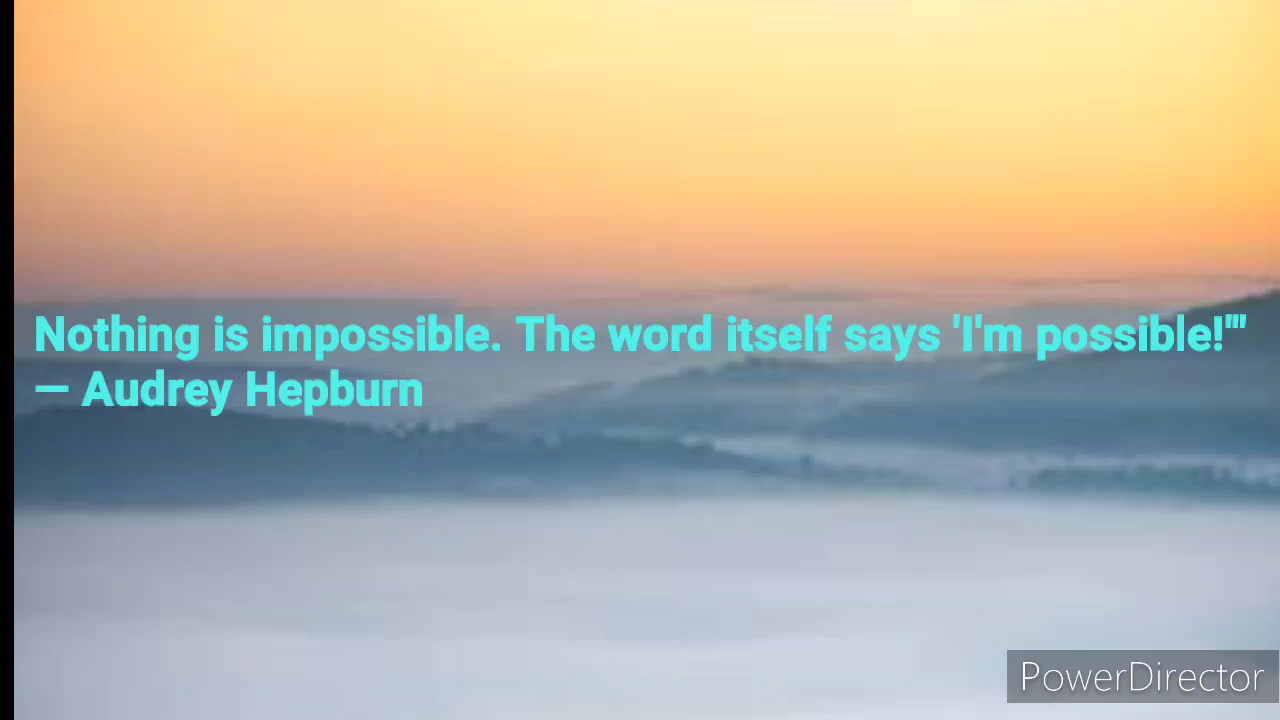 Nothing is impossible. The word itself says 'I'm possible!'"
— Audrey Hepburn
PowerDirector